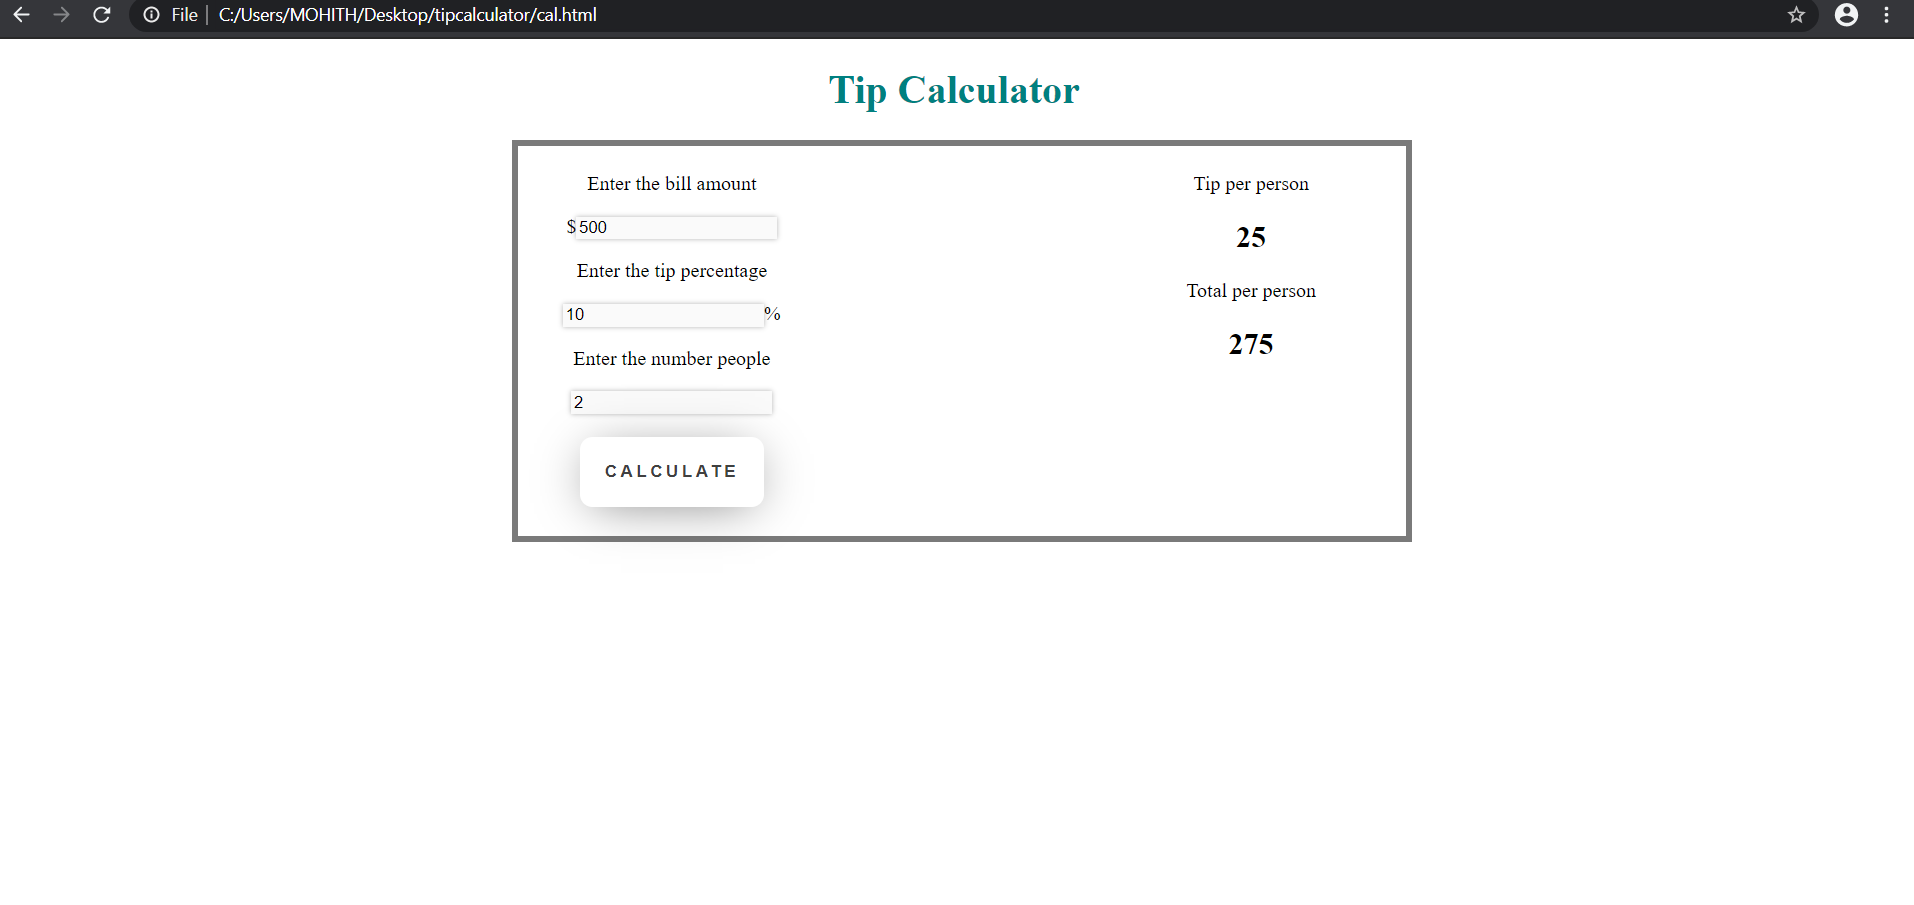 File C:/Users/MOHITH/Desktop/tipcalculator/cal.html
Tip Calculator
Enter the bill amount
$500
Enter the tip percentage
10%
Enter the number people
2
CALCULATE
Tip per person
25
Total per person
275